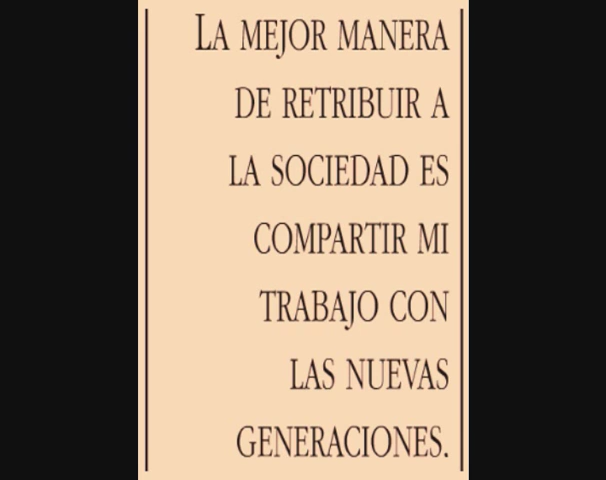 LA MEJOR MANERA
DE RETRIBUIR A
LA SOCIEDAD ES
COMPARTIR MI
TRABAJO CON
LAS NUEVAS
GENERACIONES.